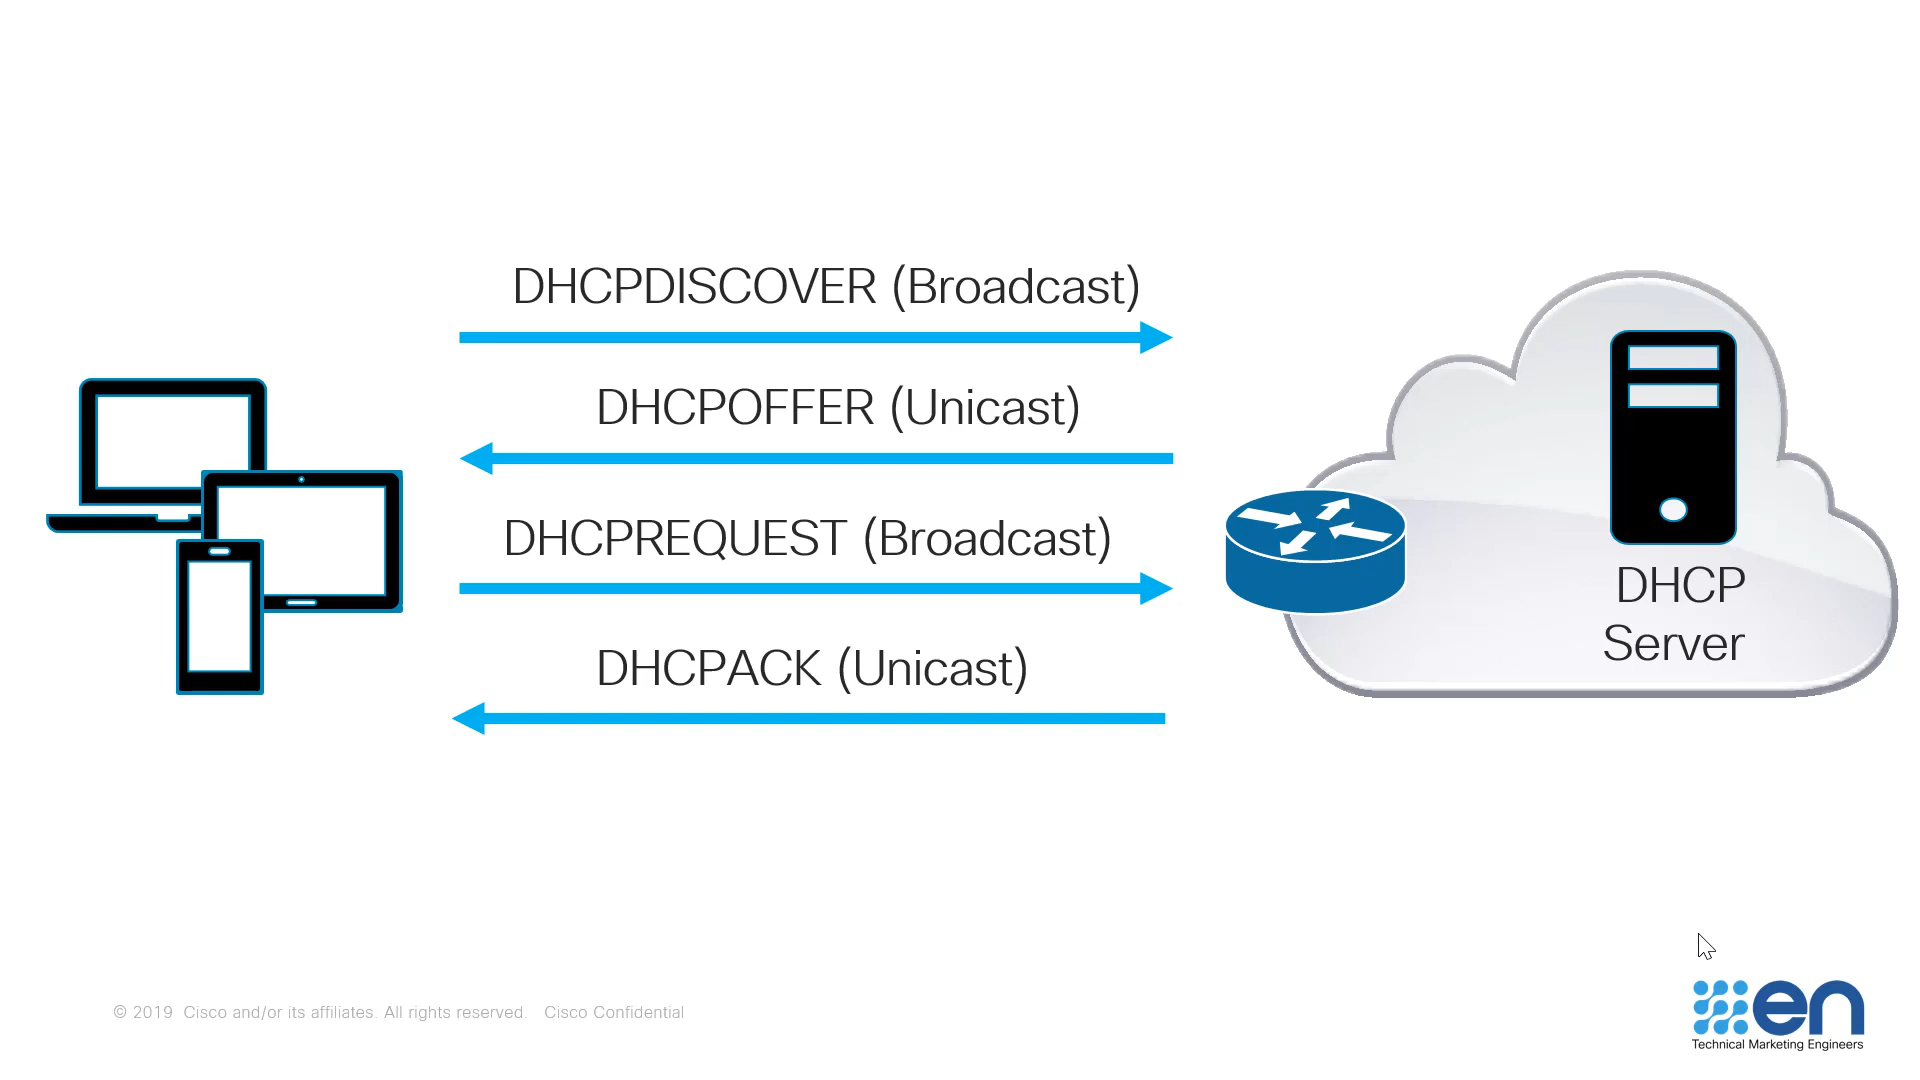 DHCPDISCOVER (Broadcast)
DHCPOFFER (Unicast)
DHCPREQUEST (Broadcast)
DHCPACK (Unicast)
DHCP
Server
© 2019 Cisco and/or its affiliates. All rights reserved. Cisco Confidential
en
Technical Marketing Engineers